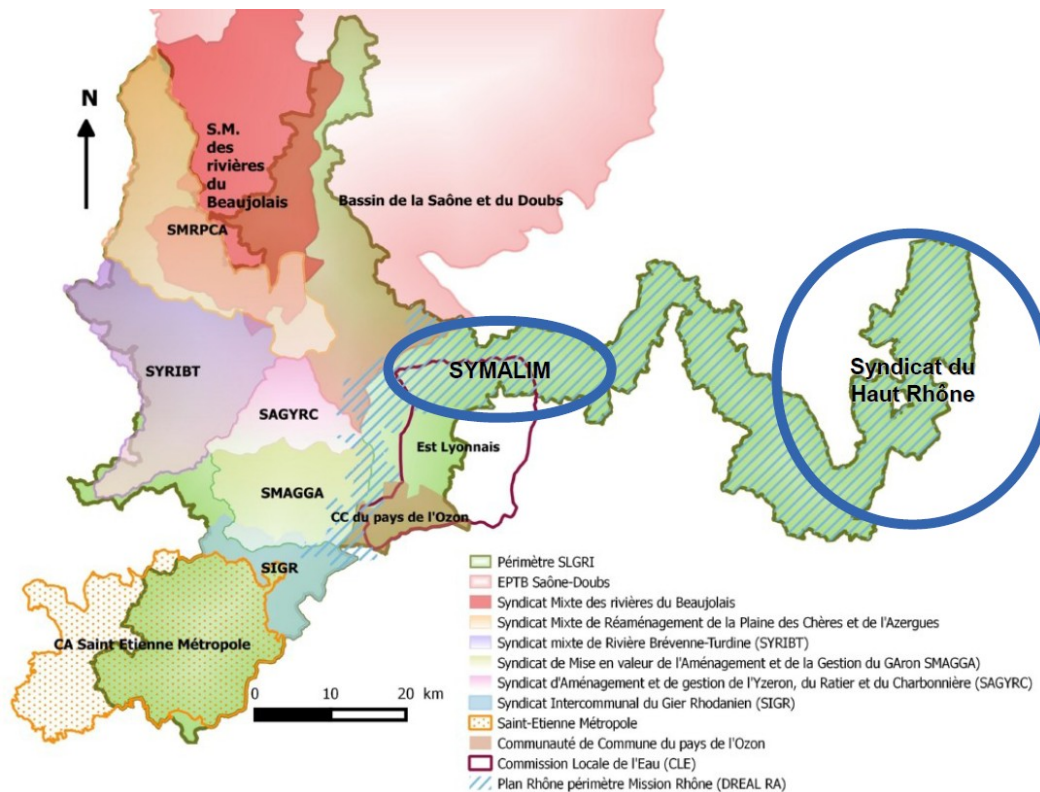 N
S.M.
des
rivières
du
Beaujolais
Bassin de la Saône et du Doubs
SMRPCA
SYRIBT
SYMALIM
Syndicat du
Haut Rhône
SAGYRC
Est Lyonnais
SMAGGA
CC du pays de l'Ozon
SIGR
CA Saint Etienne Métropole
0 10 20 km
Périmètre SLGRI
EPTB Saône-Doubs
Syndicat Mixte des rivières du Beaujolais
Syndicat Mixte de Réaménagement de la Plaine des Chères et de l'Azergues
Syndicat mixte de Rivière Brévenne-Turdine (SYRIBT)
Syndicat de Mise en valeur de l'Aménagement et de la Gestion du GAron SMAGGA)
Syndicat d'Aménagement et de gestion de l'Yzeron, du Ratier et du Charbonnière (SAGYRC)
Syndicat Intercommunal du Gier Rhodanien (SIGR)
Saint-Etienne Métropole
Communauté de Commune du pays de l'Ozon
Commission Locale de l'Eau (CLE)
Plan Rhône périmètre Mission Rhône (DREAL RA)